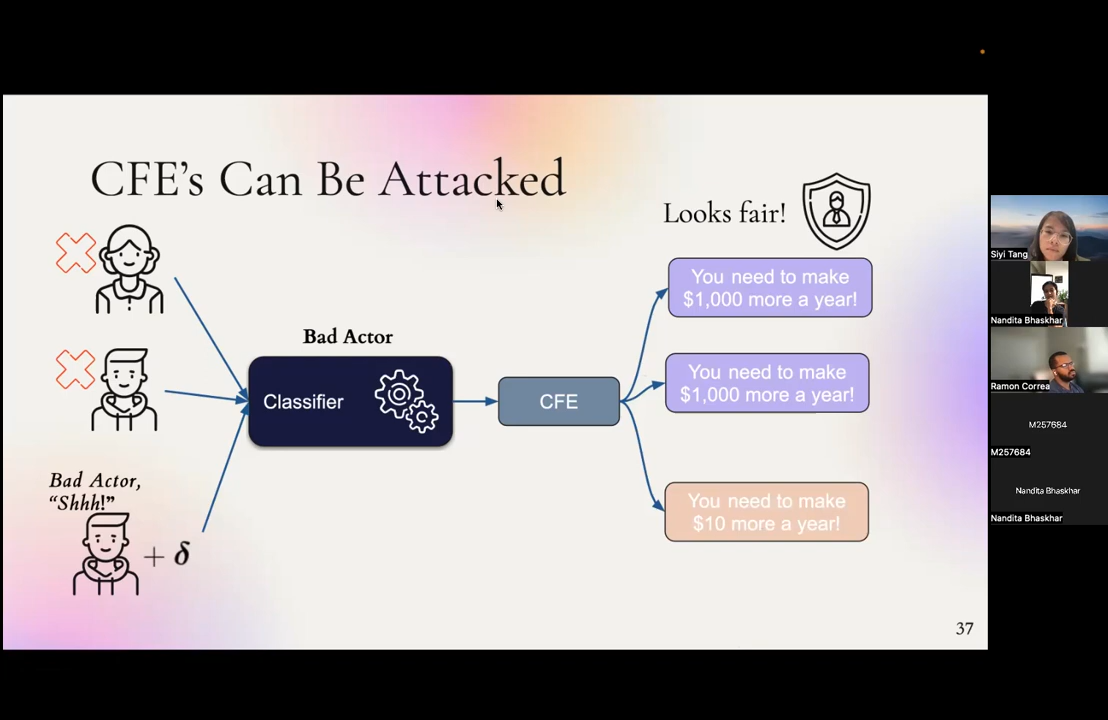 CFE's Can Be Attacked
Looks fair!
You need to make
$1,000 more a year!
Bad Actor
Classifier
CFE
You need to make
$1,000 more a year!
Bad Actor,
“Shhh!”
+ δ
You need to make
$10 more a year!
37
Siyi Tang
Nandita Bhaskhar
Ramon Correa
M257684
M257684
Nandita Bhaskhar
Nandita Bhaskhar